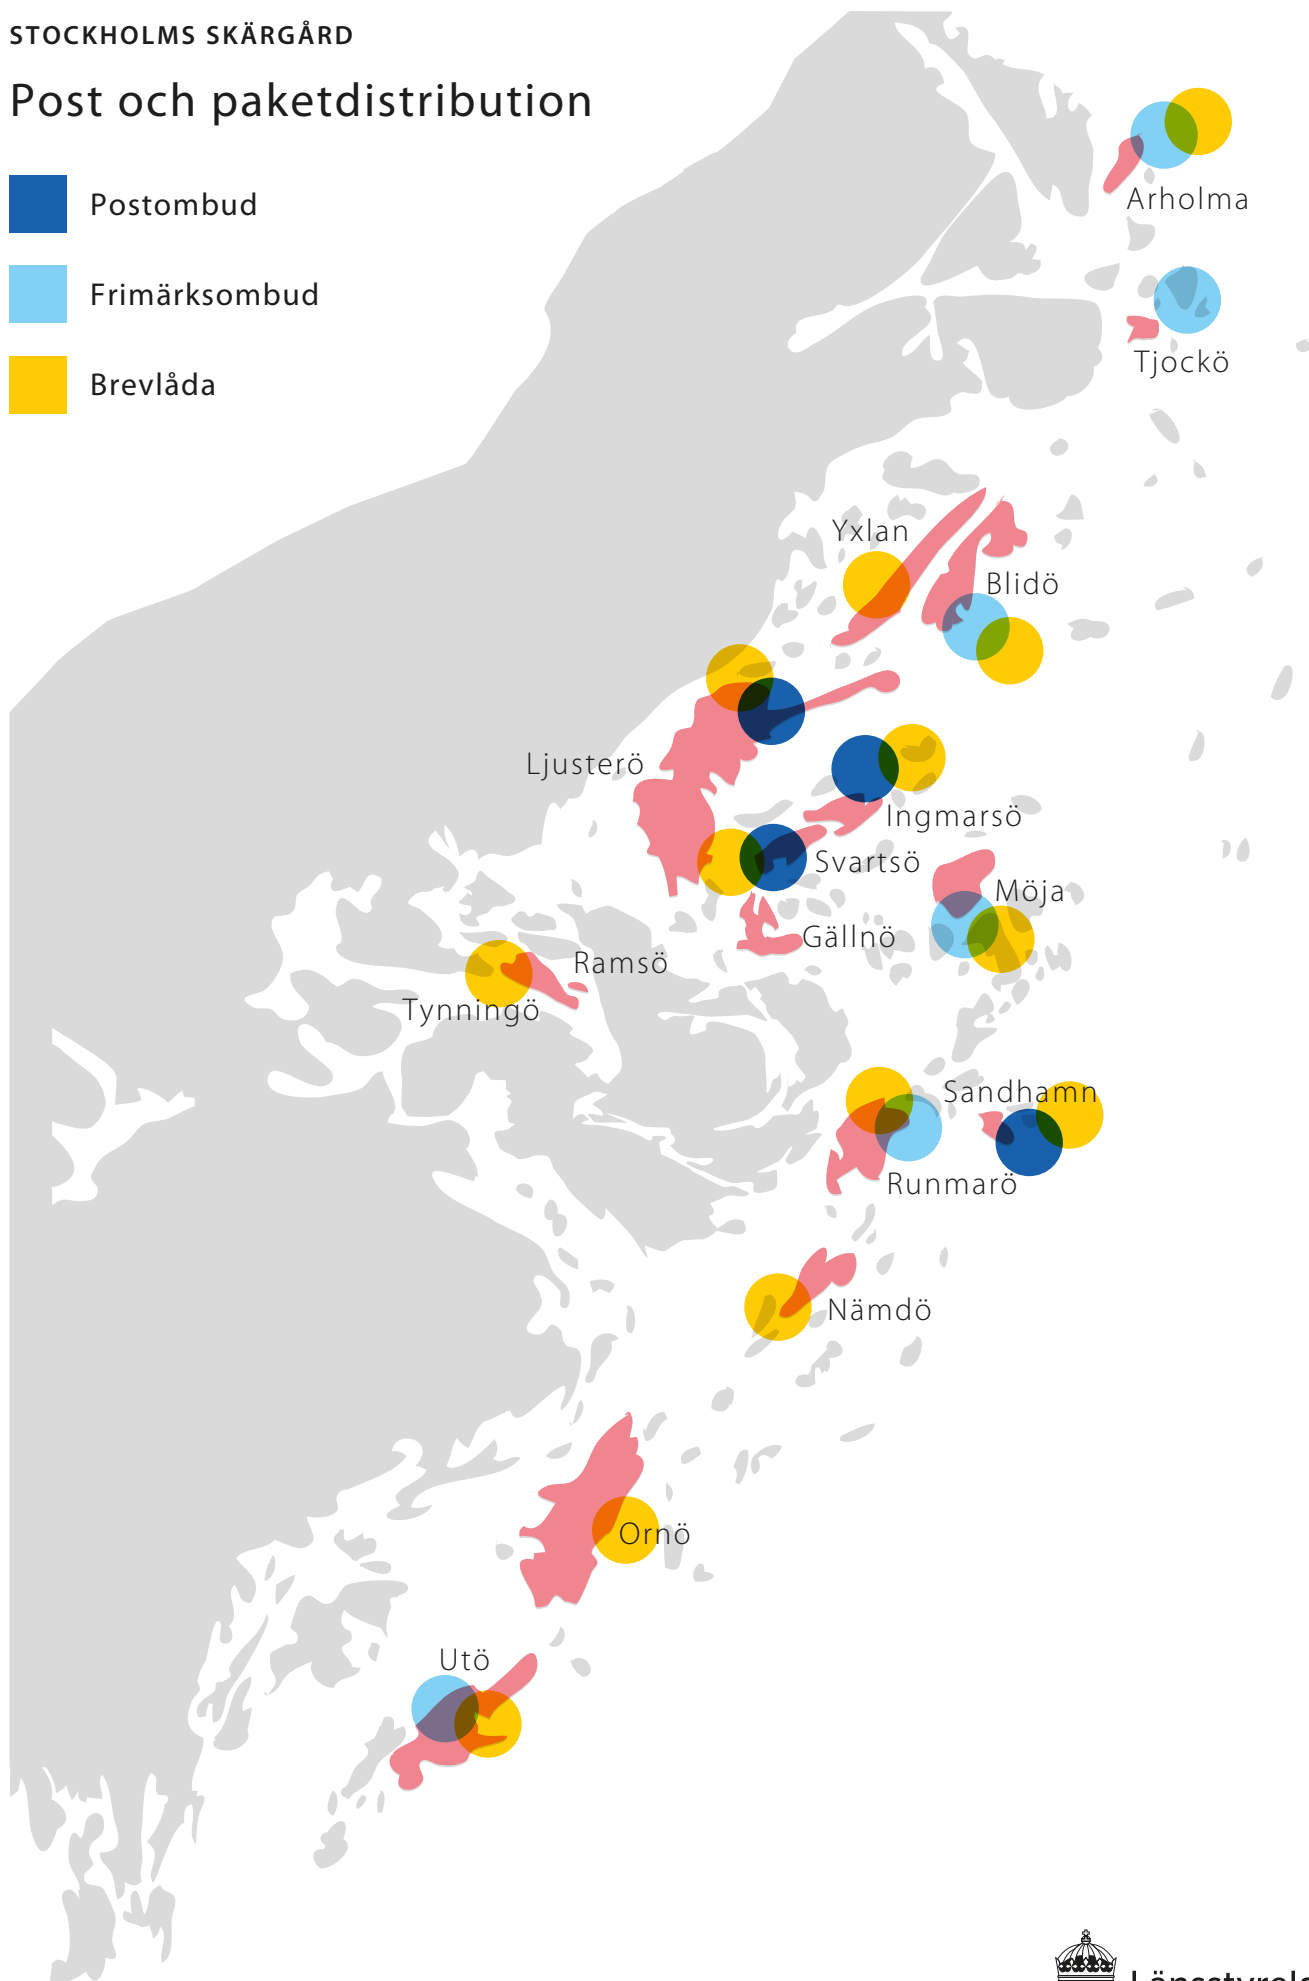 STOCKHOLMS SKÄRGÅRD
Post och paketdistribution
Postombud
Frimärksombud
Brevlåda
Arholma
Tjockö
Yxlan
Blidö
Ljusterö
Ingmarsö
Svartsö
Möja
Gällnö
Ramsö
Tynningö
Sandhamn
Runmarö
Nämdö
Ornö
Utö